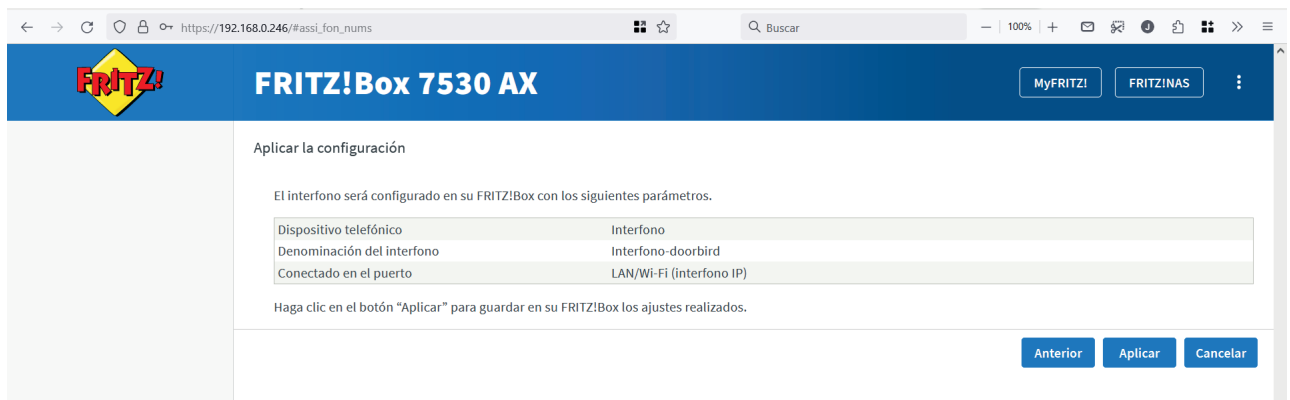 https://192.168.0.246/#assi_fon_nums
Buscar
100%
FRITZ!
FRITZ!Box 7530 AX
MyFRITZ!
FRITZ!NAS
Aplicar la configuración
El interfono será configurado en su FRITZ!Box con los siguientes parámetros.
Dispositivo telefónico Interfono
Denominación del interfono Interfono-doorbird
Conectado en el puerto LAN/Wi-Fi (interfono IP)
Haga clic en el botón “Aplicar” para guardar en su FRITZ!Box los ajustes realizados.
Anterior Aplicar Cancelar